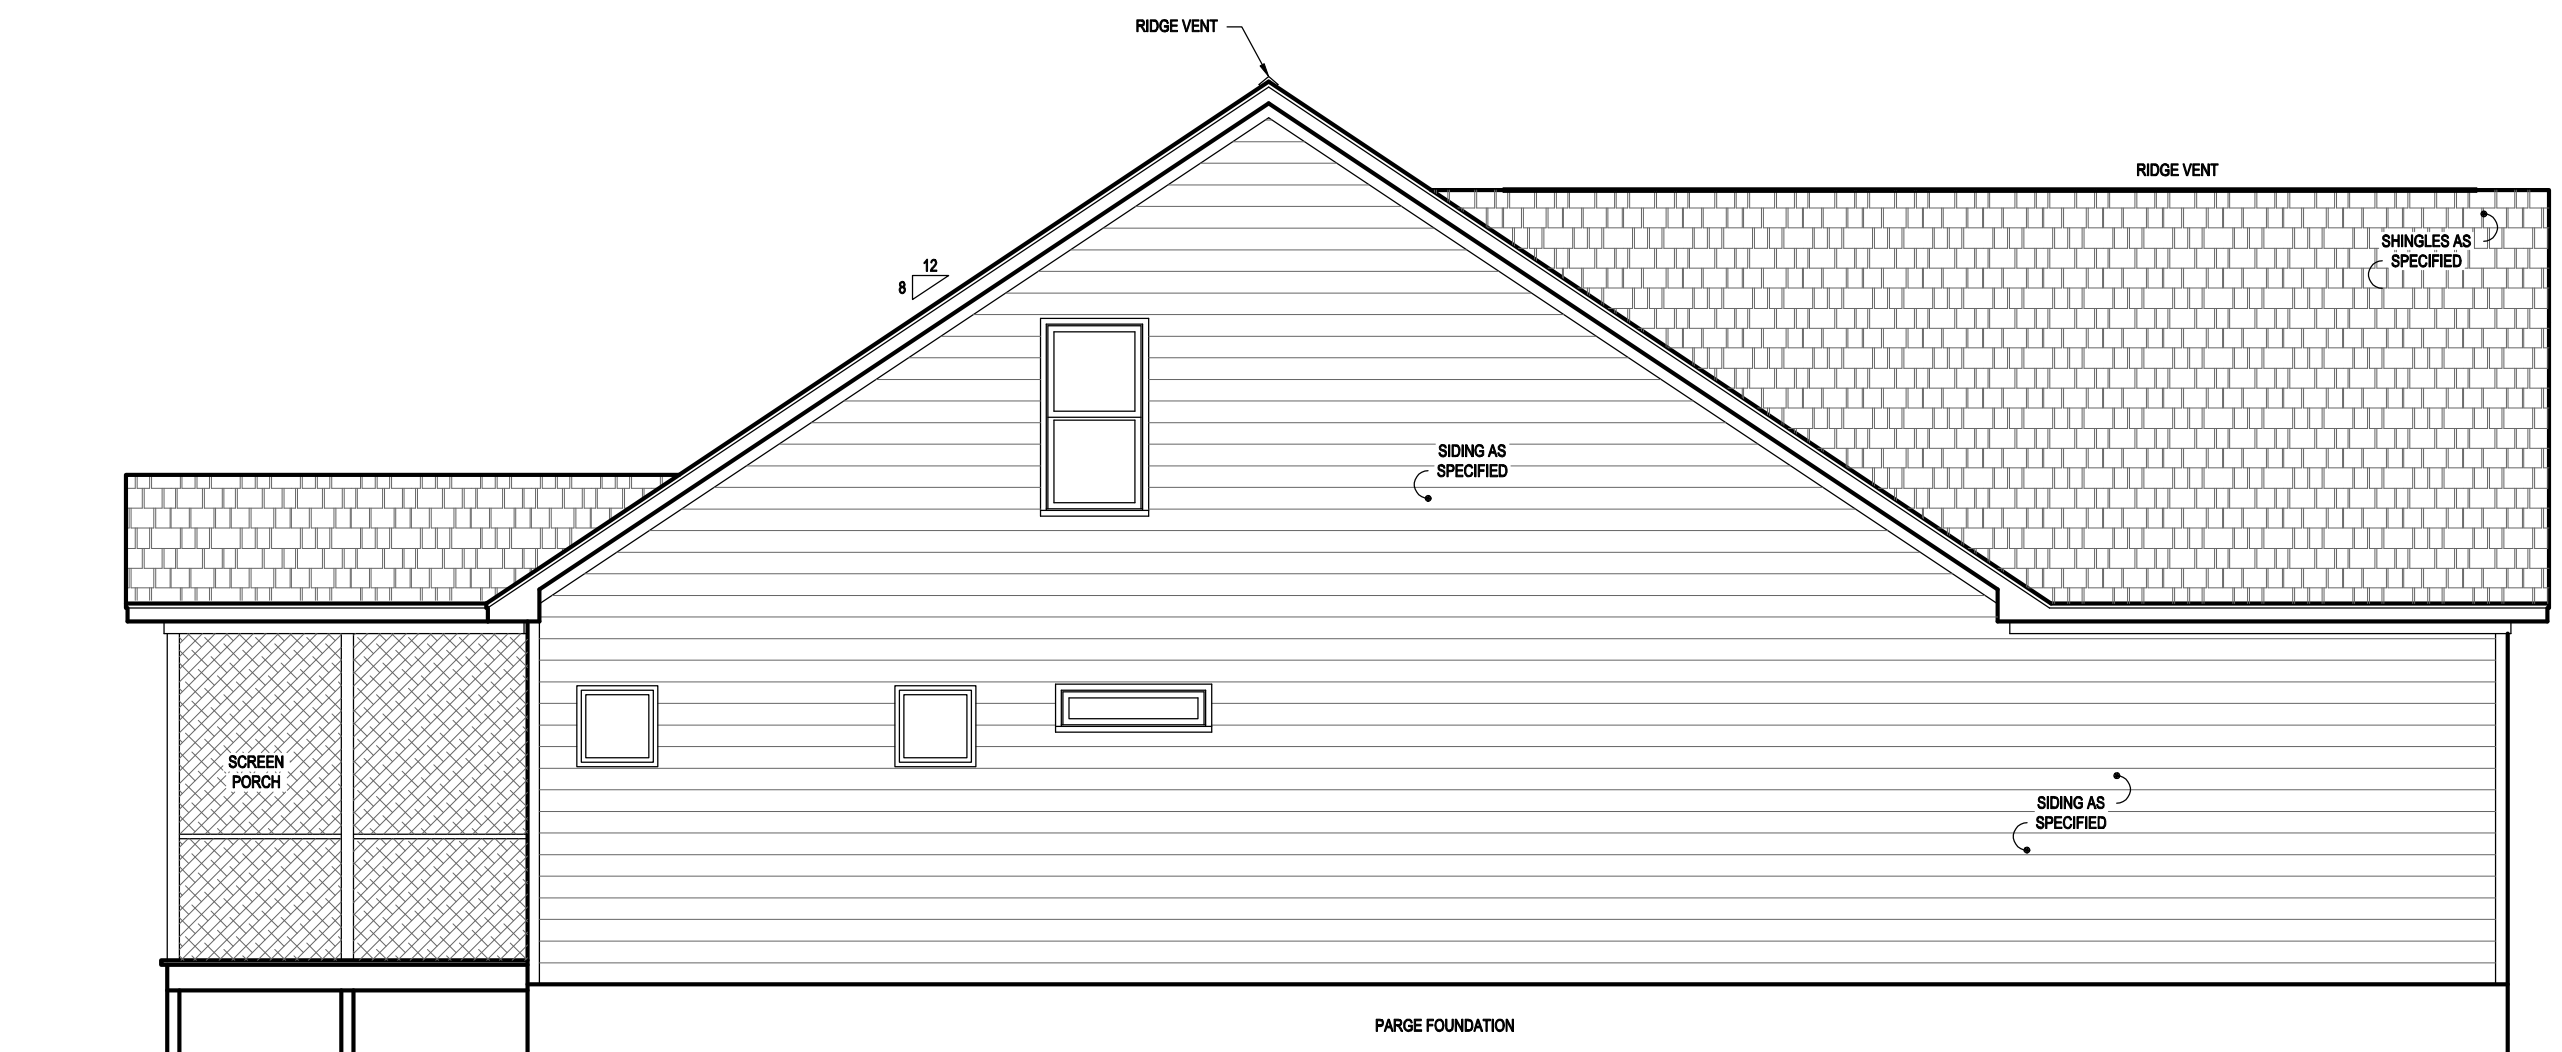 RIDGE VENT
RIDGE VENT
SHINGLES AS
SPECIFIED
12
8
SIDING AS
SPECIFIED
SCREEN
PORCH
SIDING AS
SPECIFIED
PARGE FOUNDATION